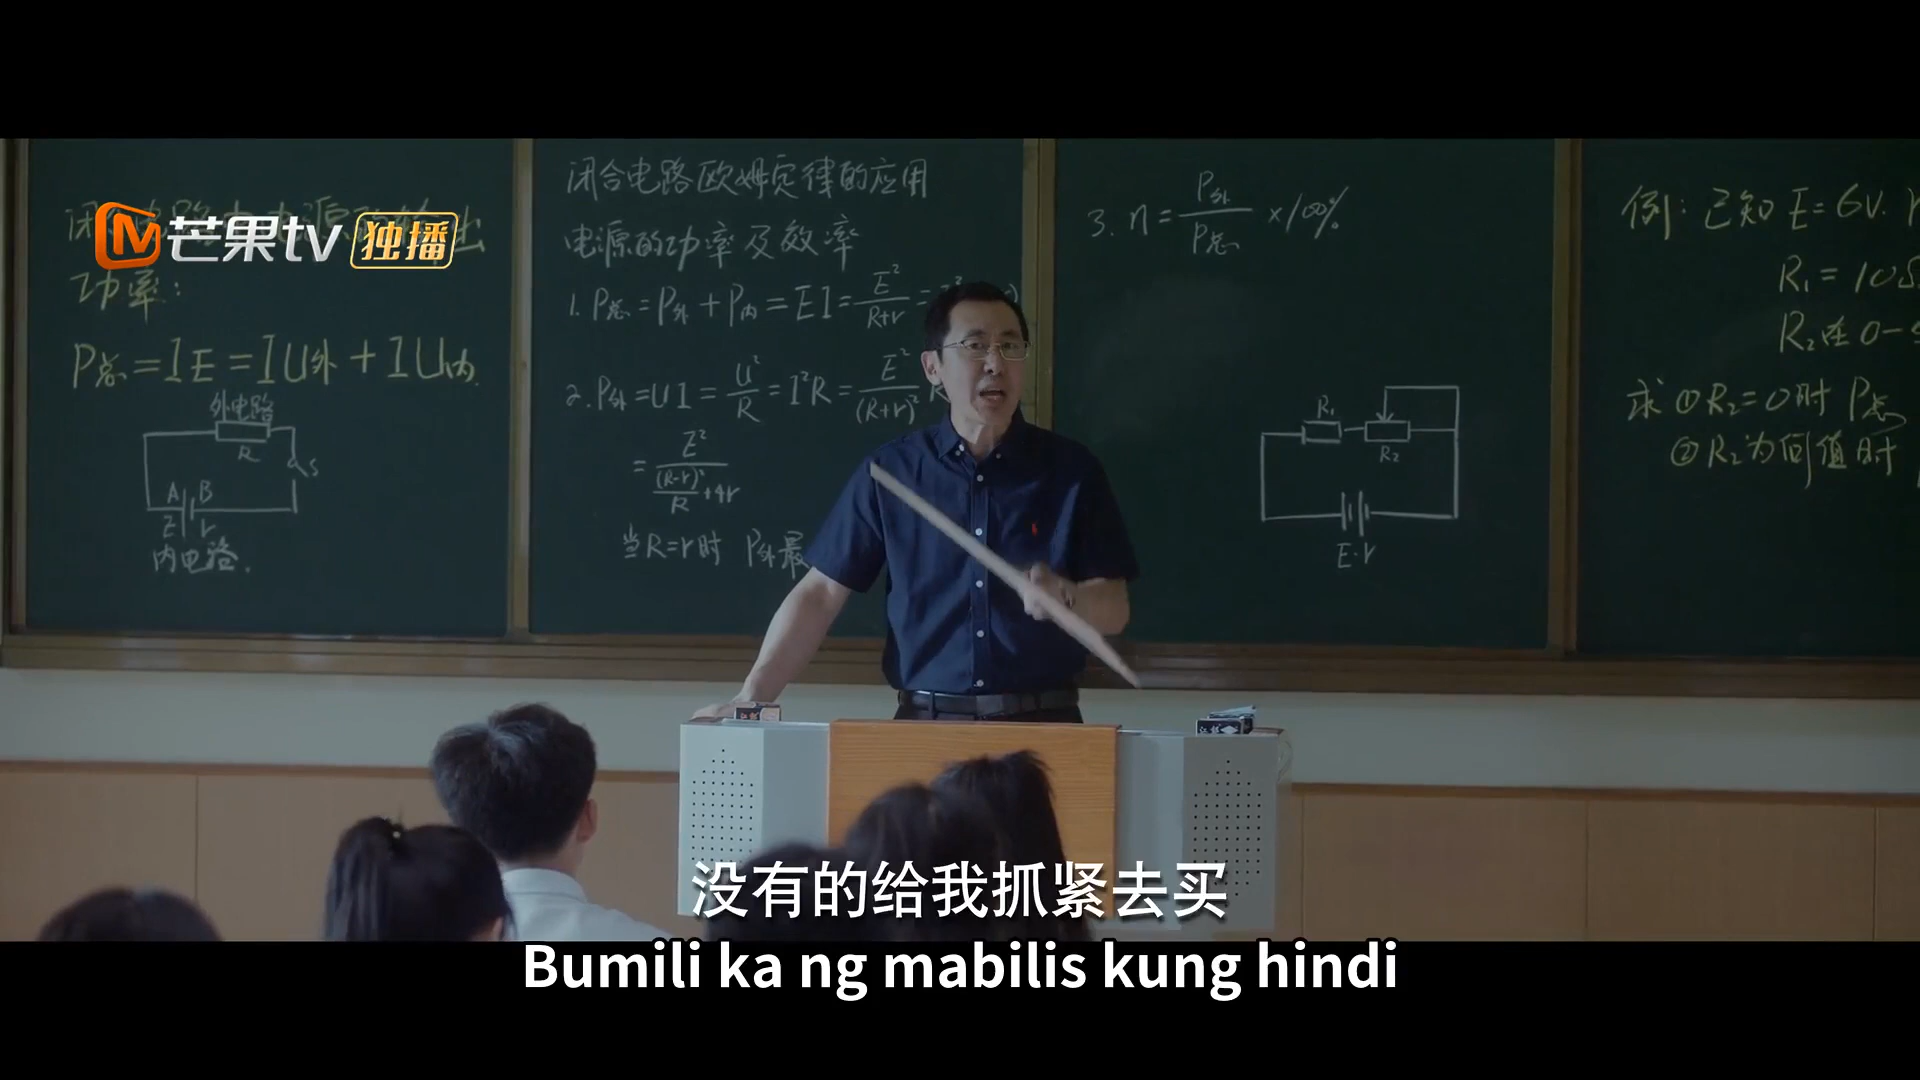 芒果tv 独播
功率:
P总=IE=IU外+IU内.
外电路
R
S
A B
E r
内电路.
闭合电路欧姆定律的应用
电源的功率及效率
1. P总=P外+P内=EI=E²/(R+r)=
2. P外=UI=U²/R=I²R=E²/(R+r)² R
=E²/((R-r)²/R+4r)
当R=r时 P外最
3. η=P外/P总 ×100%
R₁
R₂
E·r
例: 已知 E=6V.
R₁=10Ω
R₂在0-
求 ①R₂=0时 P总
②R₂为何值时
没有的给我抓紧去买
Bumili ka ng mabilis kung hindi